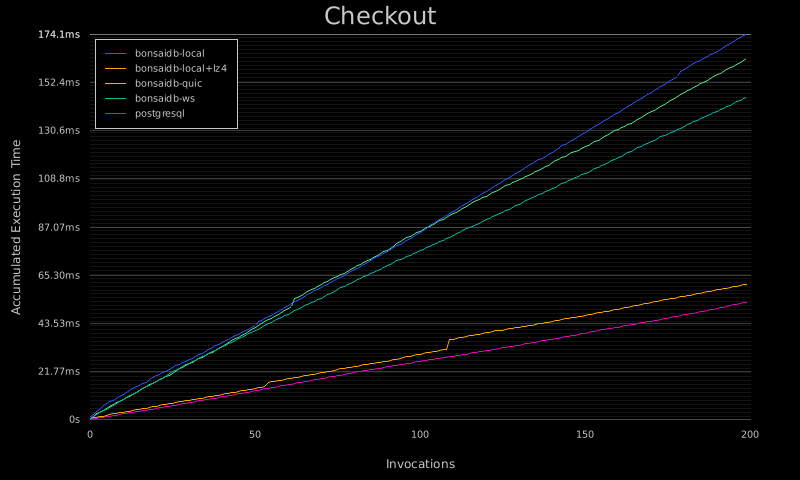 Checkout
174.1ms
152.4ms
130.6ms
108.8ms
87.07ms
65.30ms
43.53ms
21.77ms
0s
Accumulated Execution Time
bonsaidb-local
bonsaidb-local+lz4
bonsaidb-quic
bonsaidb-ws
postgresql
0 50 100 150 200
Invocations